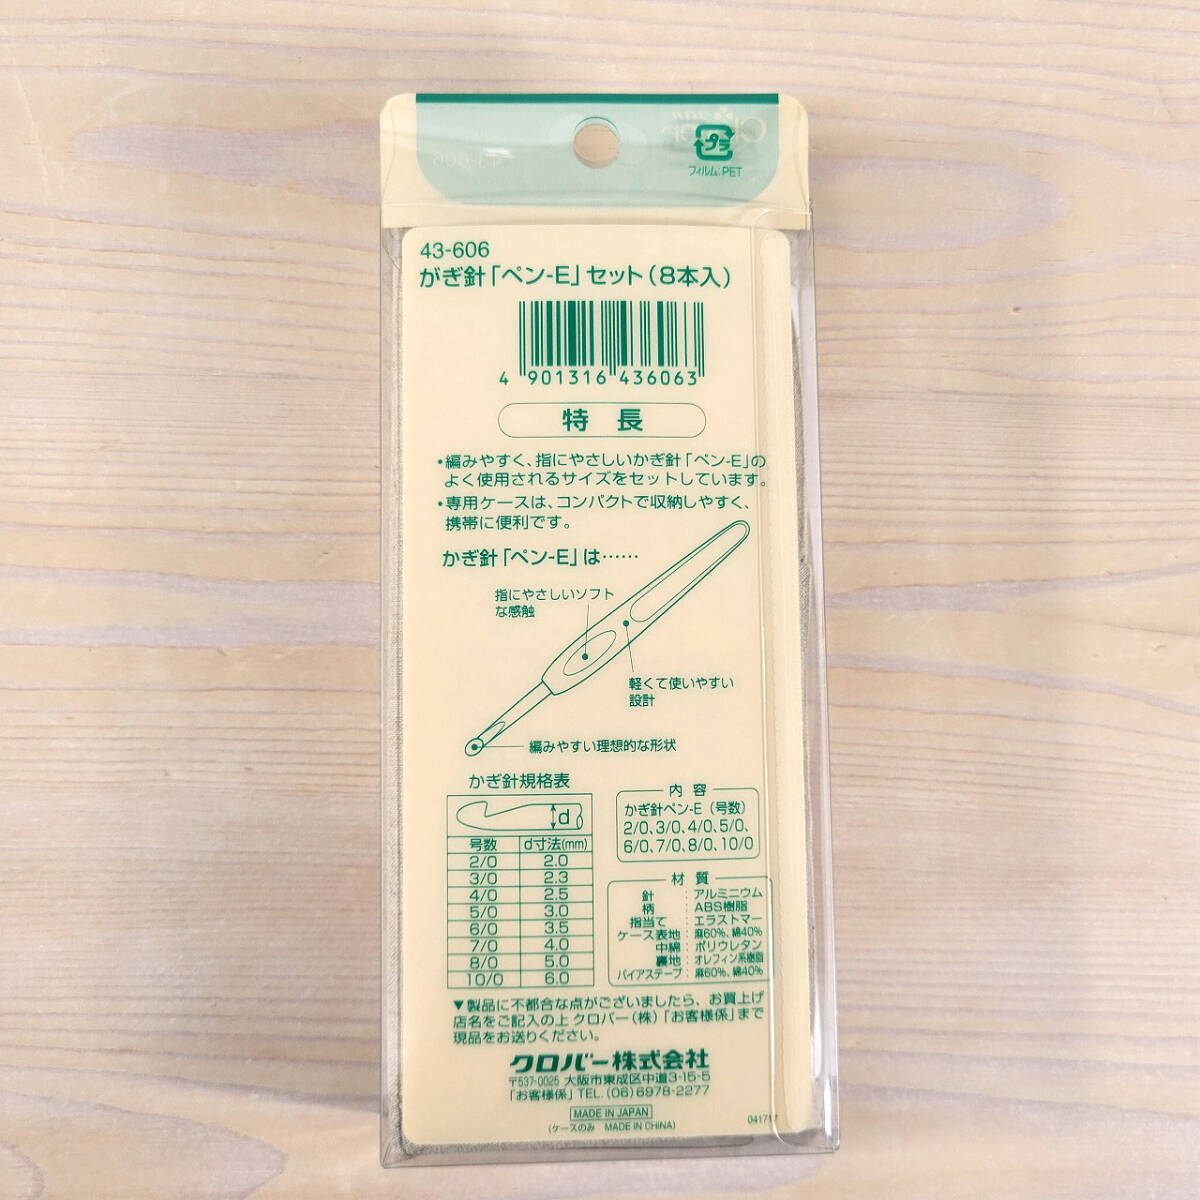 プラ
フィルム:PET
43-606
かぎ針「ペン-E」セット(8本入)
4 901316 436063
特 長
・編みやすく、指にやさしいかぎ針「ペン-E」の
よく使用されるサイズをセットしています。
・専用ケースは、コンパクトで収納しやすく、
携帯に便利です。
かぎ針「ペン-E」は……
指にやさしいソフト
な感触
軽くて使いやすい
設計
編みやすい理想的な形状
かぎ針規格表
d
号数 d寸法(mm)
2/0 2.0
3/0 2.3
4/0 2.5
5/0 3.0
6/0 3.5
7/0 4.0
8/0 5.0
10/0 6.0
内 容
かぎ針ペン-E(号数)
2/0、3/0、4/0、5/0、
6/0、7/0、8/0、10/0
材 質
針:アルミニウム
柄:ABS樹脂
指当て:エラストマー
ケース表地:麻60%、綿40%
中綿:ポリウレタン
裏地:オレフィン系樹脂
バイアステープ:麻60%、綿40%
▼製品に不都合な点がございましたら、お買上げ
店名をご記入の上クロバー(株)「お客様係」まで
現品をお送りください。
クロバー株式会社
〒537-0025 大阪市東成区中道3-15-5
「お客様係」TEL.(06)6978-2277
MADE IN JAPAN
(ケースのみ MADE IN CHINA)